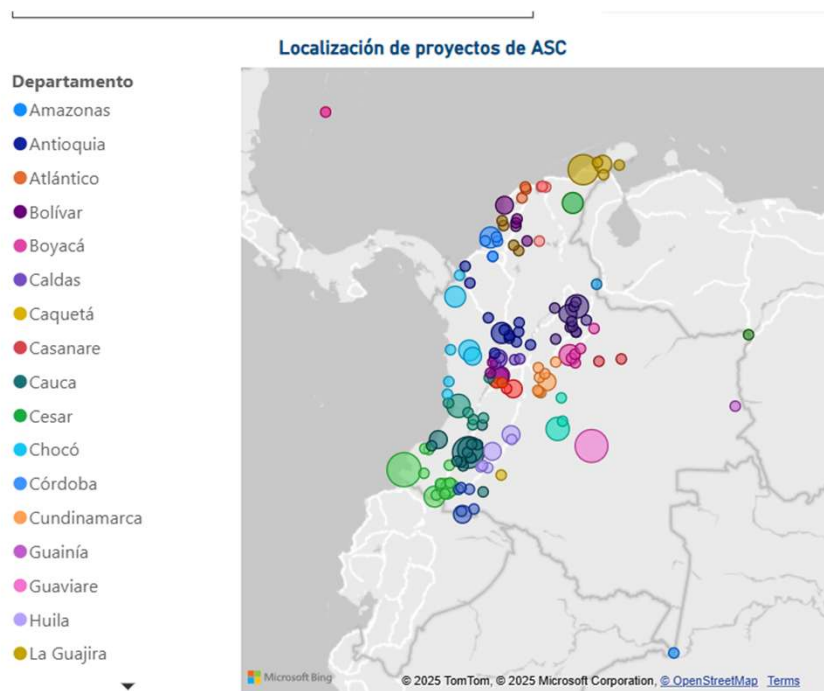 Localización de proyectos de ASC
Departamento
Amazonas
Antioquia
Atlántico
Bolívar
Boyacá
Caldas
Caquetá
Casanare
Cauca
Cesar
Chocó
Córdoba
Cundinamarca
Guainía
Guaviare
Huila
La Guajira
Microsoft Bing
© 2025 TomTom, © 2025 Microsoft Corporation, © OpenStreetMap Terms